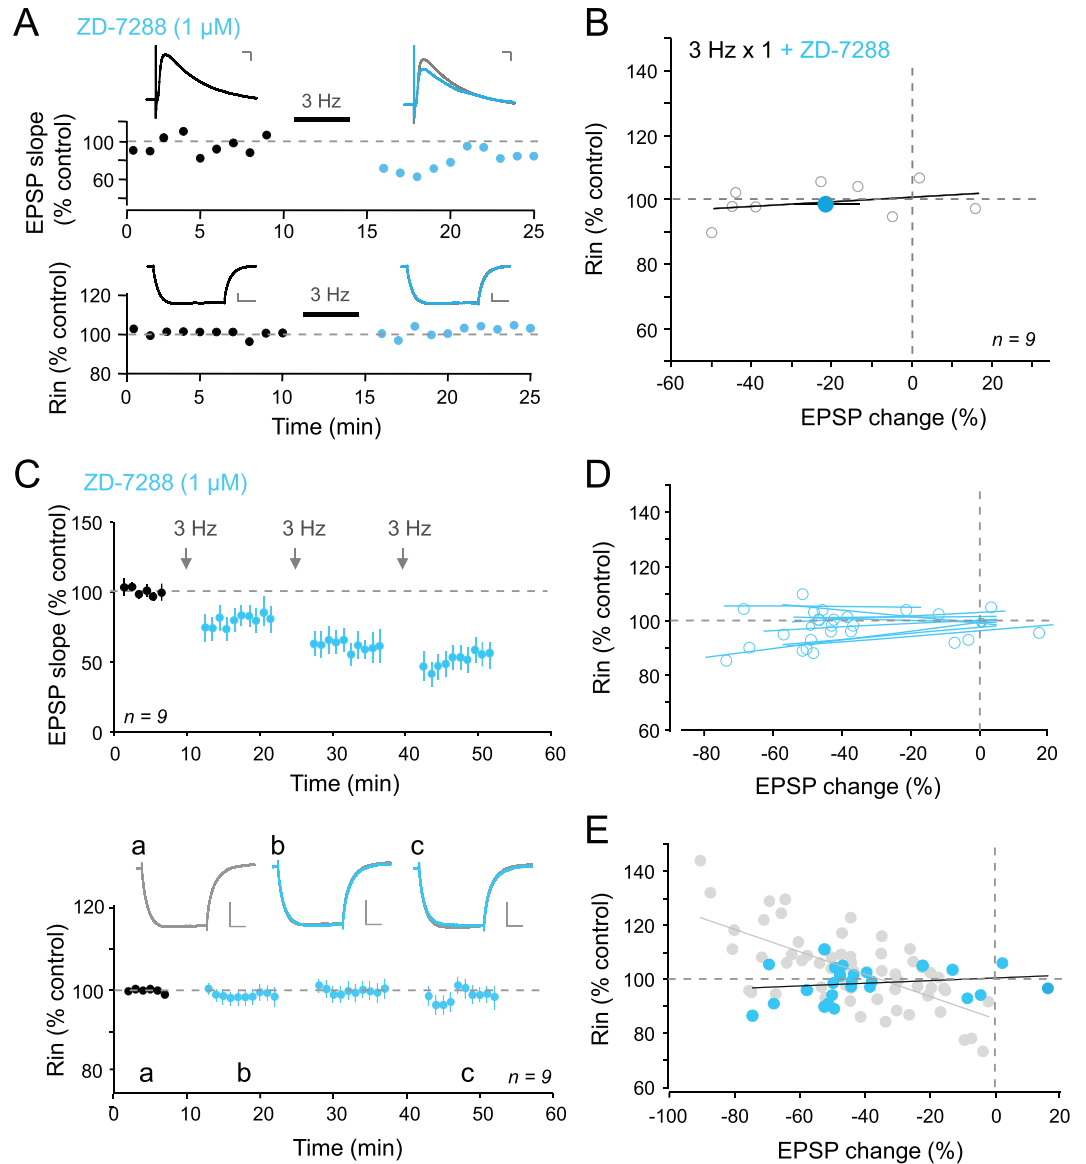 A
ZD-7288 (1 µM)
3 Hz
EPSP slope
(% control)
100
60
0
5
10
15
20
25
3 Hz
Rin (% control)
120
100
80
0
5
10
15
20
25
Time (min)
B
3 Hz x 1 + ZD-7288
Rin (% control)
140
120
100
80
60
n = 9
-60
-40
-20
0
20
EPSP change (%)
C
ZD-7288 (1 µM)
3 Hz
3 Hz
3 Hz
EPSP slope (% control)
150
100
50
0
n = 9
0
10
20
30
40
50
60
Time (min)
a
b
c
Rin (% control)
120
100
80
a
b
c
n = 9
0
10
20
30
40
50
60
Time (min)
D
Rin (% control)
140
120
100
80
60
-80
-60
-40
-20
0
20
EPSP change (%)
E
Rin (% control)
140
120
100
80
60
-100
-80
-60
-40
-20
0
20
EPSP change (%)